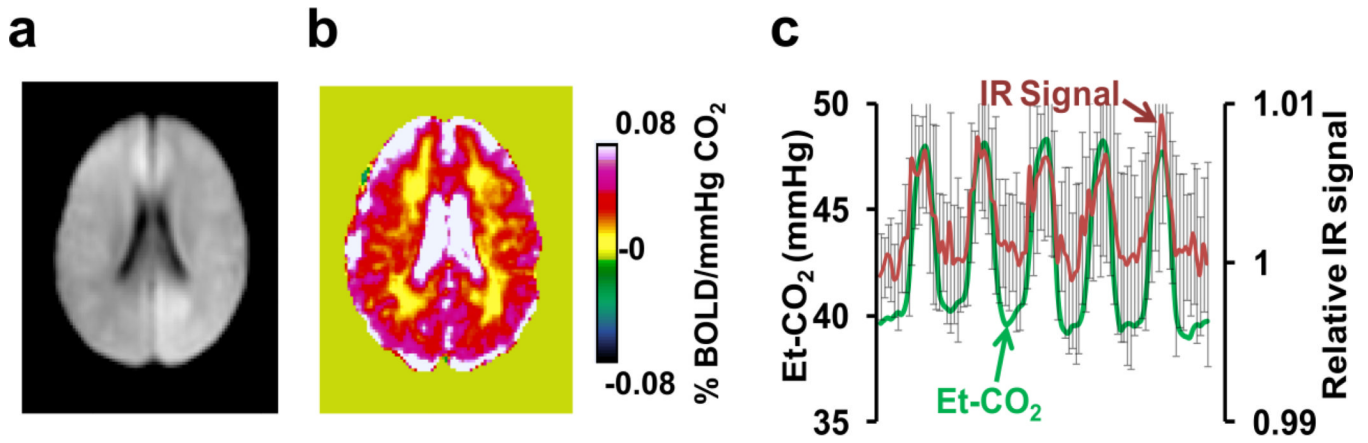 a
b
c
0.08
-0
-0.08
% BOLD/mmHg CO₂
Et-CO₂ (mmHg)
50
45
40
35
IR Signal
Et-CO₂
1.01
1
0.99
Relative IR signal